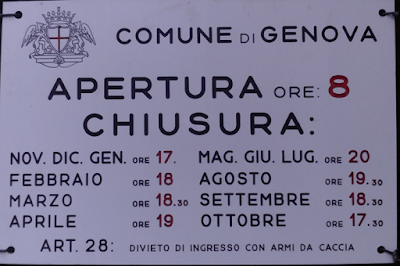 COMUNE DI GENOVA
APERTURA ORE: 8
CHIUSURA:
NOV. DIC. GEN. ORE 17. MAG. GIU. LUG. ORE 20
FEBBRAIO ORE 18 AGOSTO ORE 19.30
MARZO ORE 18.30 SETTEMBRE ORE 18.30
APRILE ORE 19 OTTOBRE ORE 17.30
ART. 28: DIVIETO DI INGRESSO CON ARMI DA CACCIA